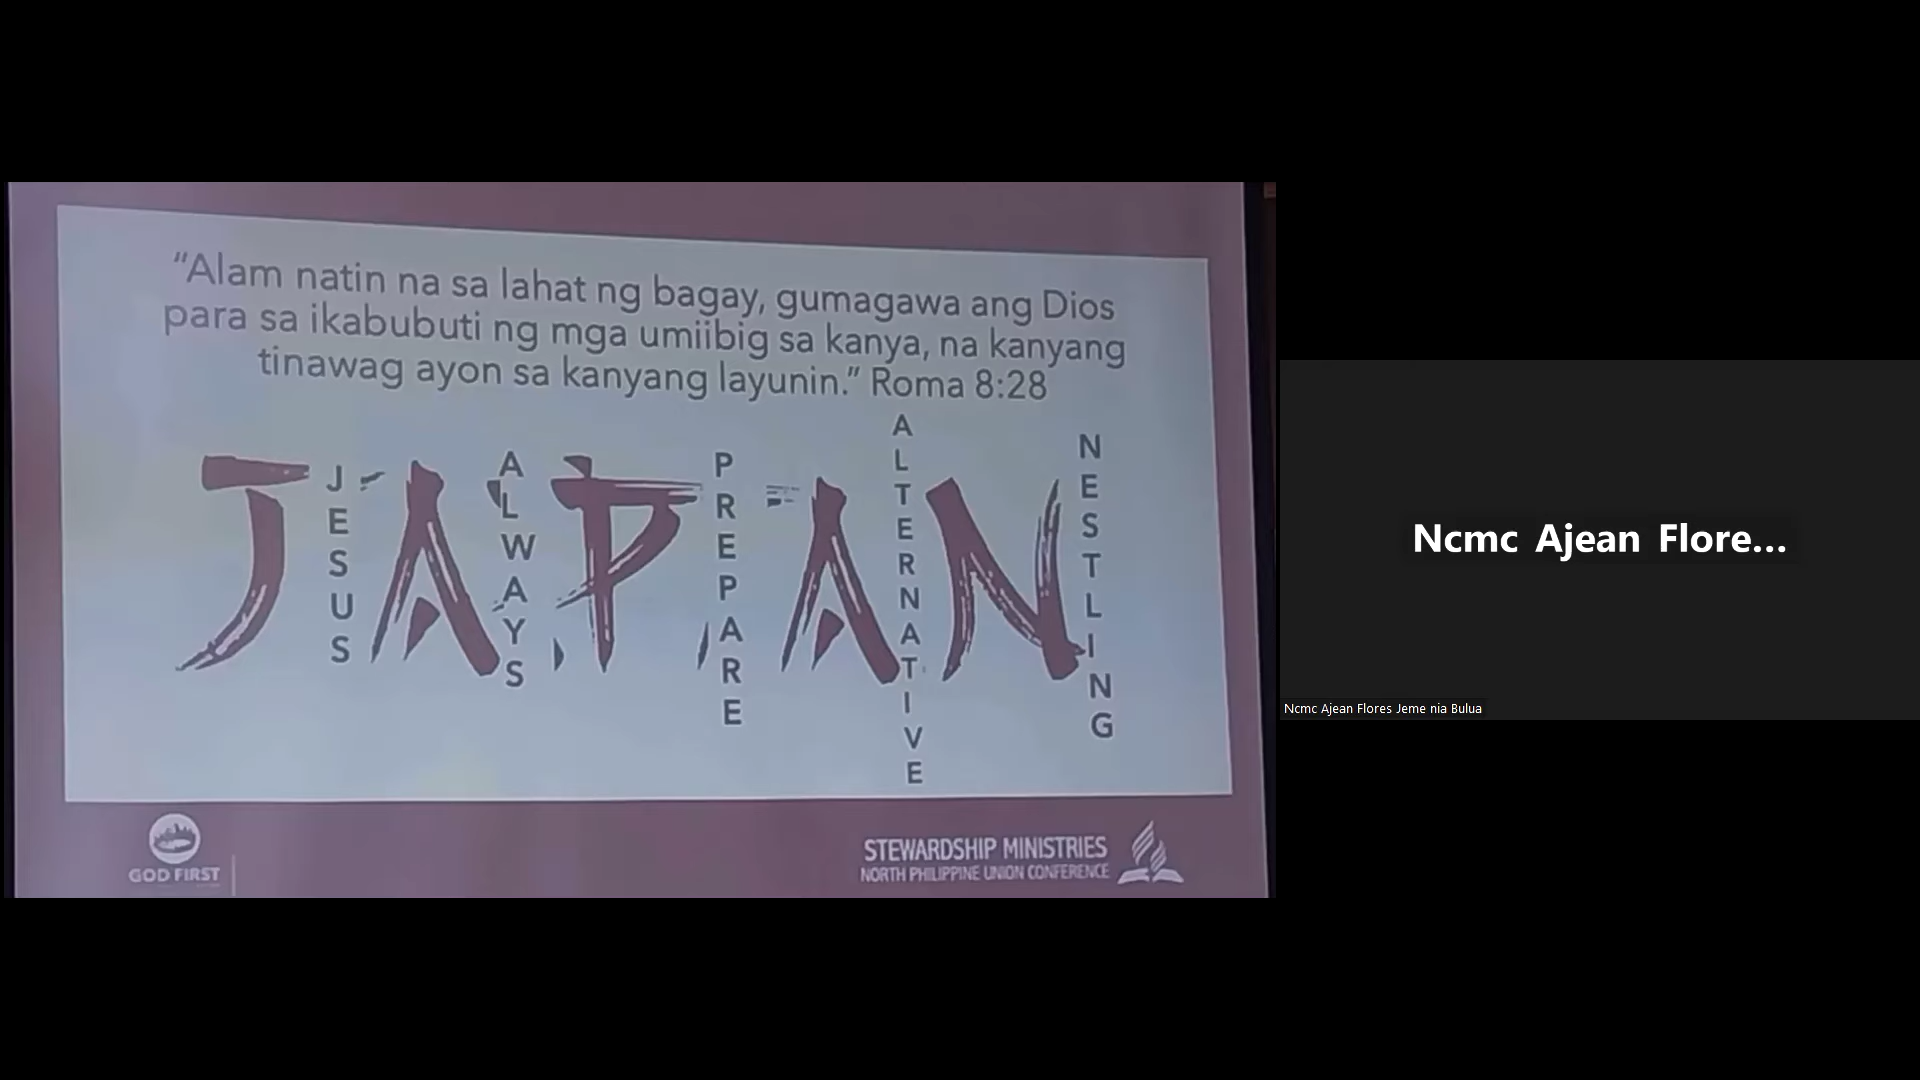 “Alam natin na sa lahat ng bagay, gumagawa ang Dios
para sa ikabubuti ng mga umiibig sa kanya, na kanyang
tinawag ayon sa kanyang layunin.” Roma 8:28
JAPAN
JESUS
ALWAYS
PREPARE
ALTERNATIVE
NESTLING
GOD FIRST
STEWARDSHIP MINISTRIES
NORTH PHILIPPINE UNION CONFERENCE
Ncmc Ajean Flore...
Ncmc Ajean Flores Jeme nia Bulua